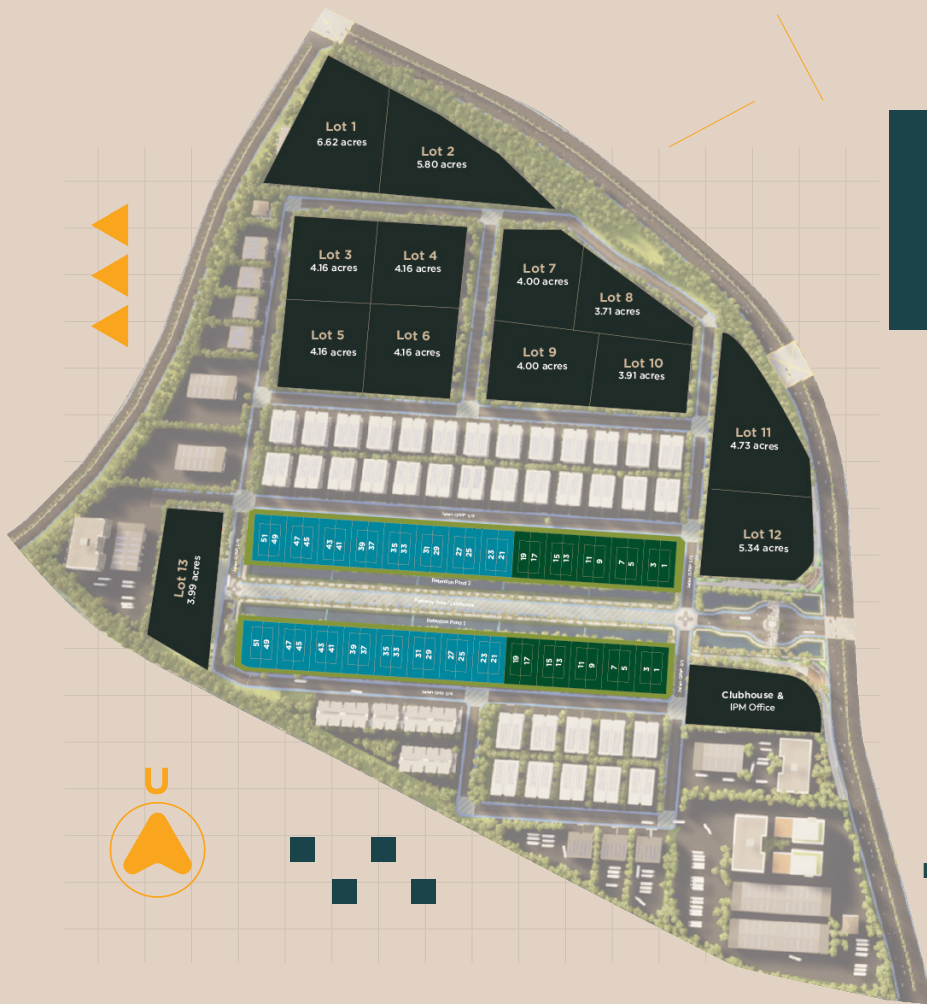 Lot 1
6.62 acres
Lot 2
5.80 acres
Lot 3
4.16 acres
Lot 4
4.16 acres
Lot 5
4.16 acres
Lot 6
4.16 acres
Lot 7
4.00 acres
Lot 8
3.71 acres
Lot 9
4.00 acres
Lot 10
3.91 acres
Lot 11
4.73 acres
Lot 12
5.34 acres
Lot 13
3.99 acres
51 49 47 45 43 41 39 37 35 33 31 29 27 25 23 21 19 17 15 13 11 9 7 5 3 1
Retention Pond 2
Retention Pond 1
51 49 47 45 43 41 39 37 35 33 31 29 27 25 23 21 19 17 15 13 11 9 7 5 3 1
Clubhouse &
IPM Office
U